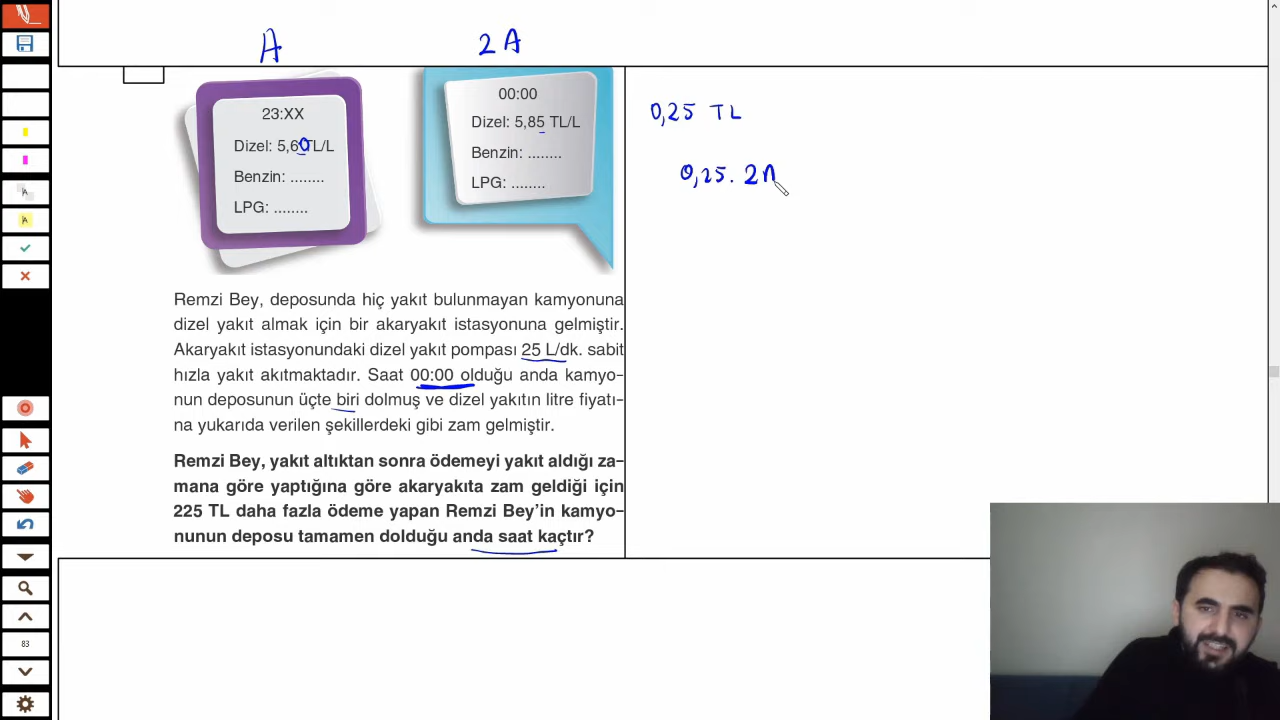 A
2 A
23:XX
Dizel: 5,60 TL/L
Benzin: ........
LPG: ........
00:00
Dizel: 5,85 TL/L
Benzin: ........
LPG: ........
Remzi Bey, deposunda hiç yakıt bulunmayan kamyonuna
dizel yakıt almak için bir akaryakıt istasyonuna gelmiştir.
Akaryakıt istasyonundaki dizel yakıt pompası 25 L/dk. sabit
hızla yakıt akıtmaktadır. Saat 00:00 olduğu anda kamyo-
nun deposunun üçte biri dolmuş ve dizel yakıtın litre fiyatı-
na yukarıda verilen şekillerdeki gibi zam gelmiştir.
Remzi Bey, yakıt altıktan sonra ödemeyi yakıt aldığı za-
mana göre yaptığına göre akaryakıta zam geldiği için
225 TL daha fazla ödeme yapan Remzi Bey'in kamyo-
nunun deposu tamamen dolduğu anda saat kaçtır?
0,25 TL
0,25. 2A
83